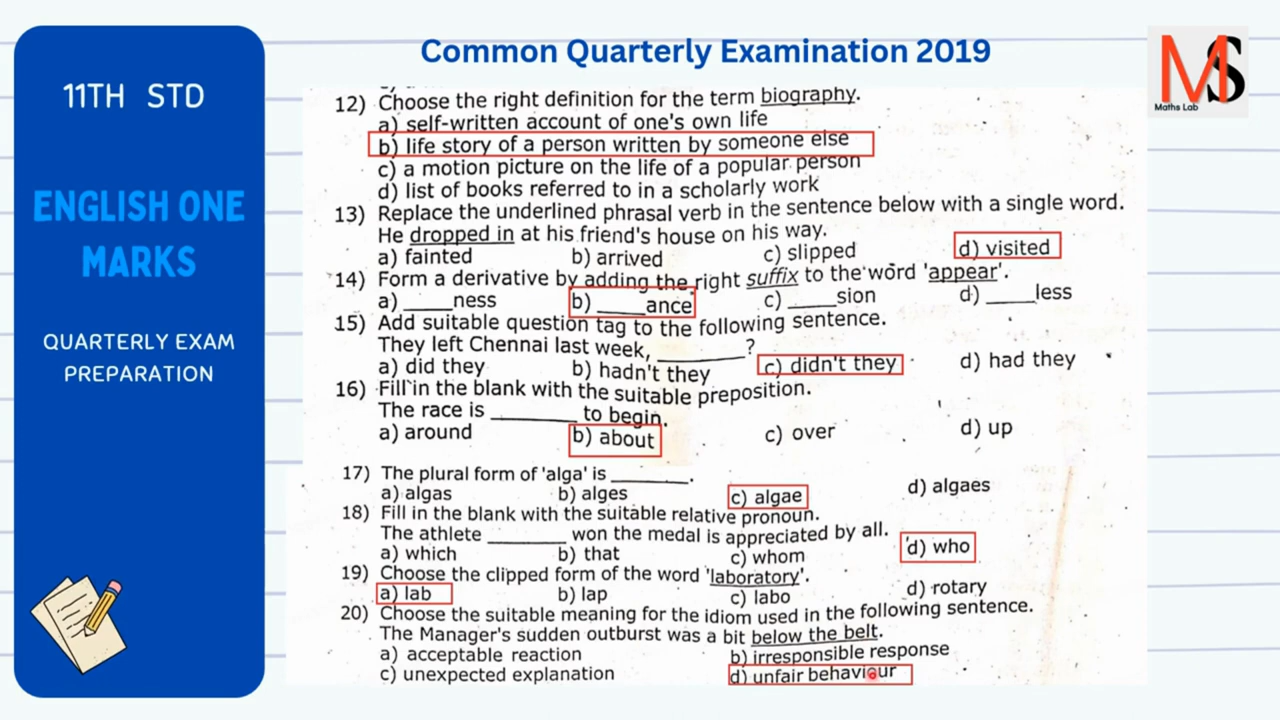 Common Quarterly Examination 2019
MS
Maths Lab
11TH STD
ENGLISH ONE
MARKS
QUARTERLY EXAM
PREPARATION
12) Choose the right definition for the term biography.
a) self-written account of one's own life
b) life story of a person written by someone else
c) a motion picture on the life of a popular person
d) list of books referred to in a scholarly work
13) Replace the underlined phrasal verb in the sentence below with a single word.
He dropped in at his friend's house on his way.
a) fainted b) arrived c) slipped d) visited
14) Form a derivative by adding the right suffix to the word 'appear'.
a) _____ness b) _____ance c) _____sion d) _____less
15) Add suitable question tag to the following sentence.
They left Chennai last week, _________?
a) did they b) hadn't they c) didn't they d) had they
16) Fill in the blank with the suitable preposition.
The race is _________ to begin.
a) around b) about c) over d) up
17) The plural form of 'alga' is ________.
a) algas b) alges c) algae d) algaes
18) Fill in the blank with the suitable relative pronoun.
The athlete ________ won the medal is appreciated by all.
a) which b) that c) whom d) who
19) Choose the clipped form of the word 'laboratory'.
a) lab b) lap c) labo d) rotary
20) Choose the suitable meaning for the idiom used in the following sentence.
The Manager's sudden outburst was a bit below the belt.
a) acceptable reaction b) irresponsible response
c) unexpected explanation d) unfair behaviour